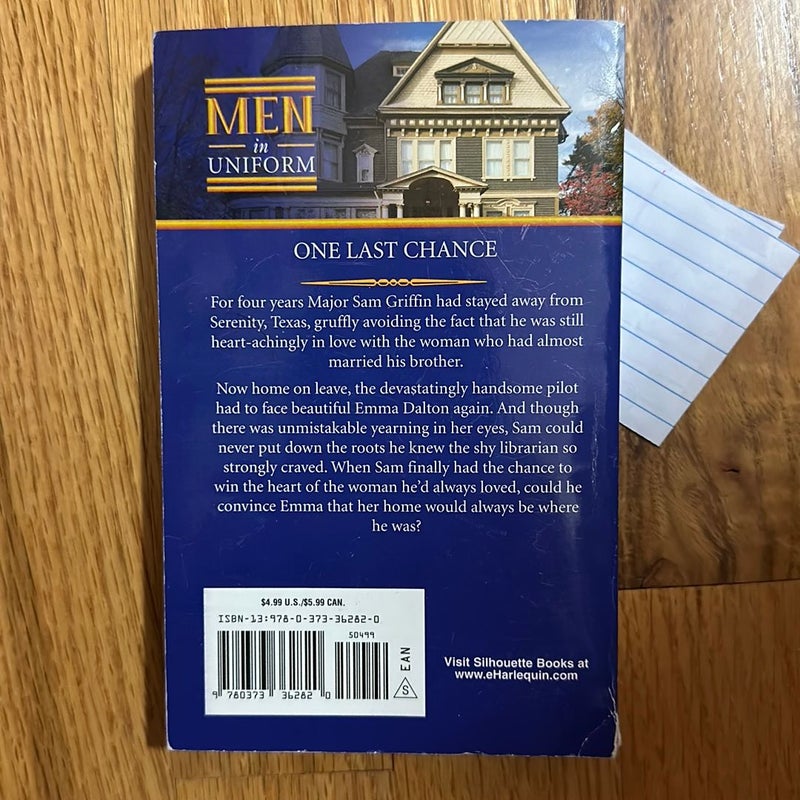 MEN
in
UNIFORM
ONE LAST CHANCE
For four years Major Sam Griffin had stayed away from
Serenity, Texas, gruffly avoiding the fact that he was still
heart-achingly in love with the woman who had almost
married his brother.
Now home on leave, the devastatingly handsome pilot
had to face beautiful Emma Dalton again. And though
there was unmistakable yearning in her eyes, Sam could
never put down the roots he knew the shy librarian so
strongly craved. When Sam finally had the chance to
win the heart of the woman he'd always loved, could he
convince Emma that her home would always be where
he was?
$4.99 U.S./$5.99 CAN.
ISBN-13:978-0-373-36282-0
50499
EAN
S
9 780373 36282 0
Visit Silhouette Books at
www.eHarlequin.com